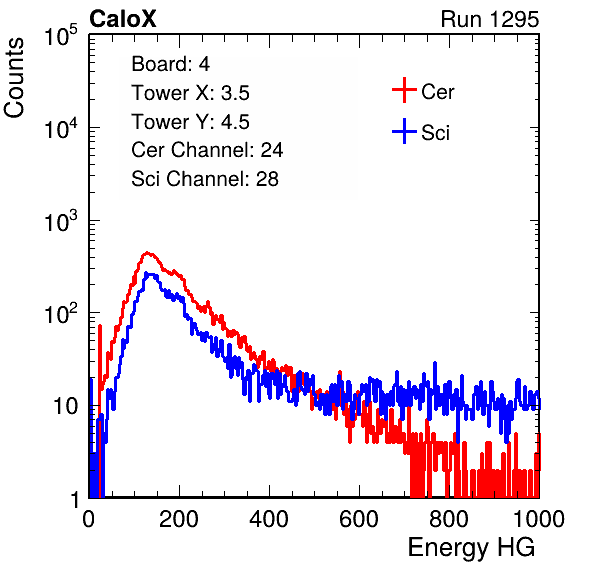 CaloX Run 1295
Counts
10^5
10^4
10^3
10^2
10
1
Board: 4
Tower X: 3.5
Tower Y: 4.5
Cer Channel: 24
Sci Channel: 28
Cer
Sci
0 200 400 600 800 1000
Energy HG